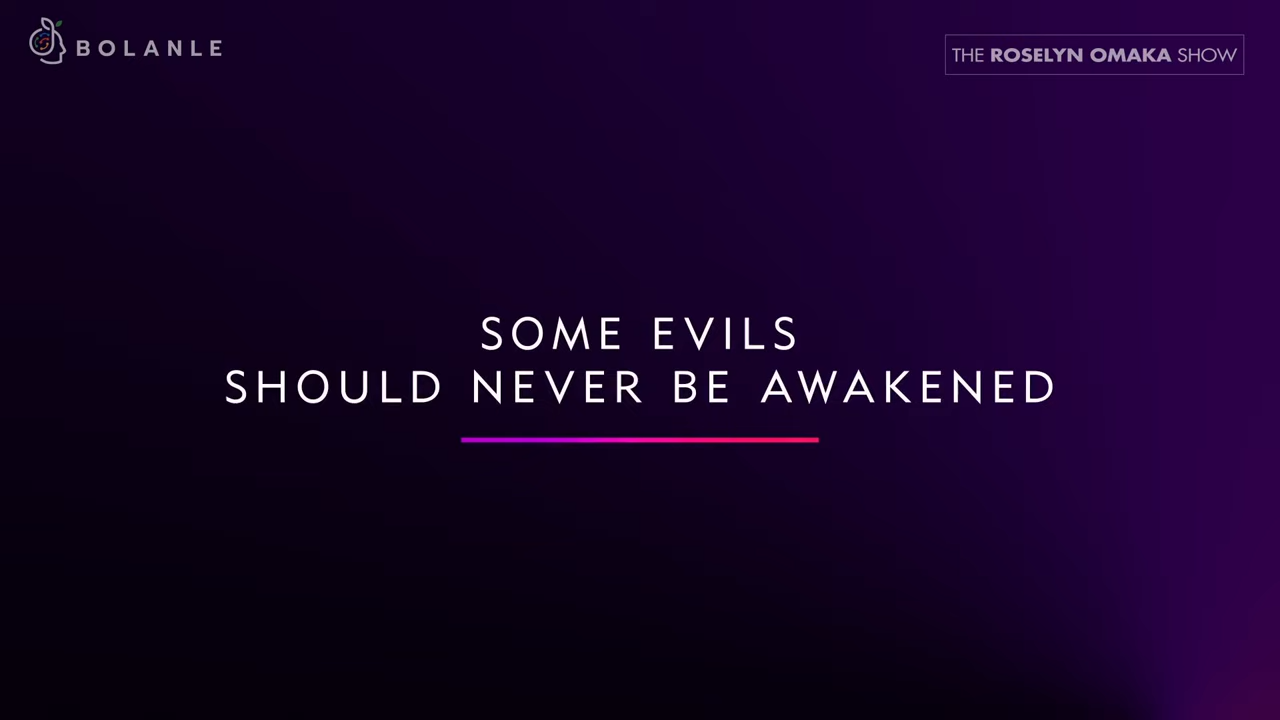 BOLANLE
THE ROSELYN OMAKA SHOW
SOME EVILS
SHOULD NEVER BE AWAKENED